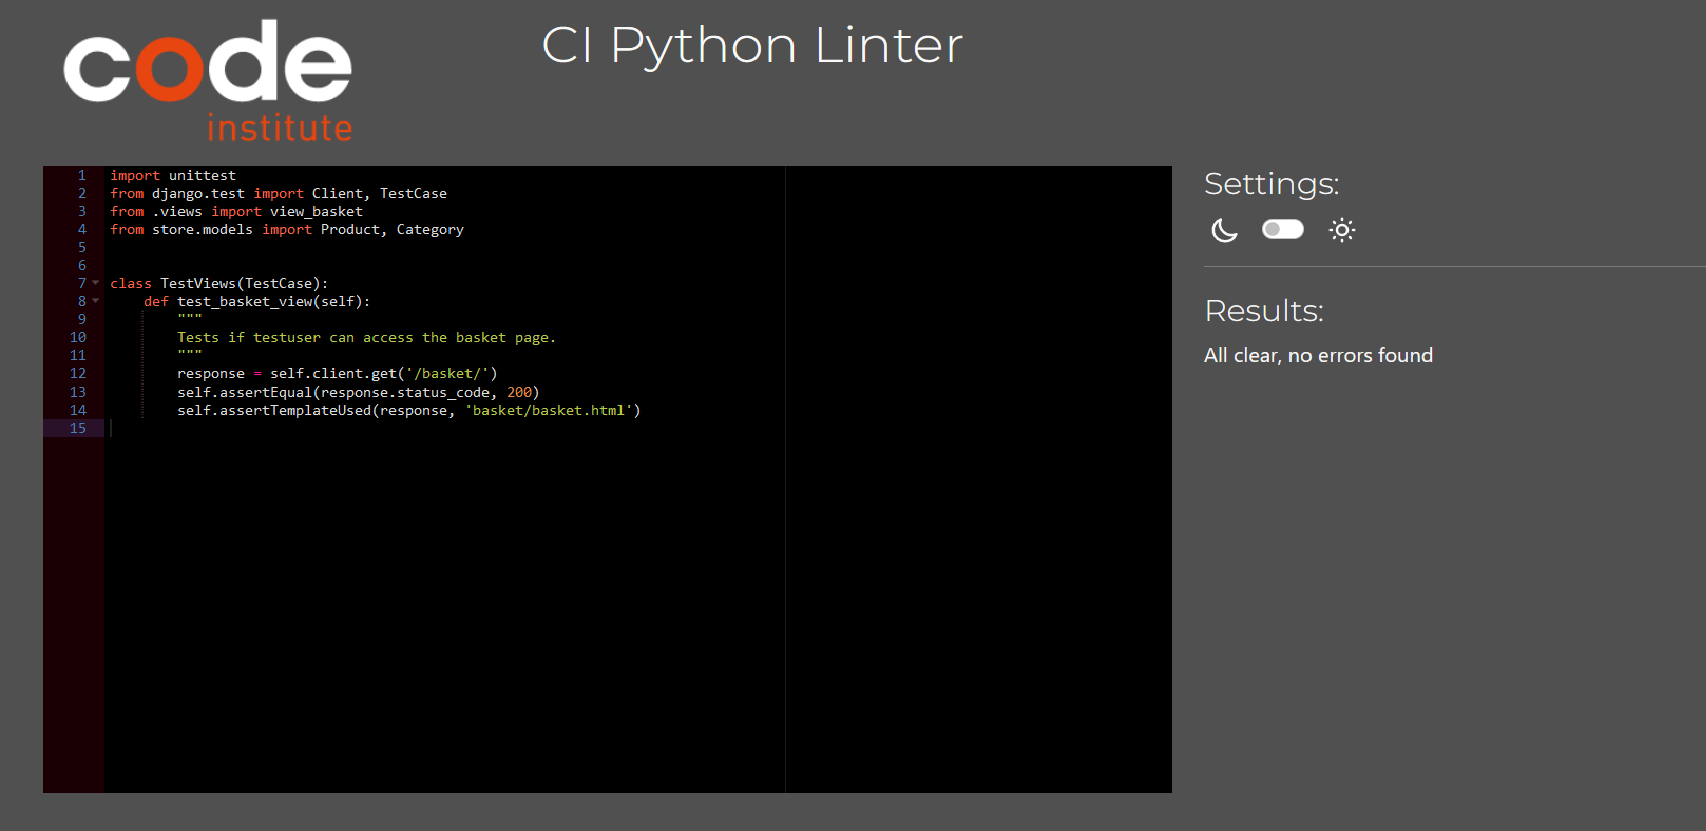 code
institute
CI Python Linter
1 import unittest
2 from django.test import Client, TestCase
3 from .views import view_basket
4 from store.models import Product, Category
5
6
7 class TestViews(TestCase):
8     def test_basket_view(self):
9         """
10         Tests if testuser can access the basket page.
11         """
12         response = self.client.get('/basket/')
13         self.assertEqual(response.status_code, 200)
14         self.assertTemplateUsed(response, 'basket/basket.html')
15
Settings:
Results:
All clear, no errors found